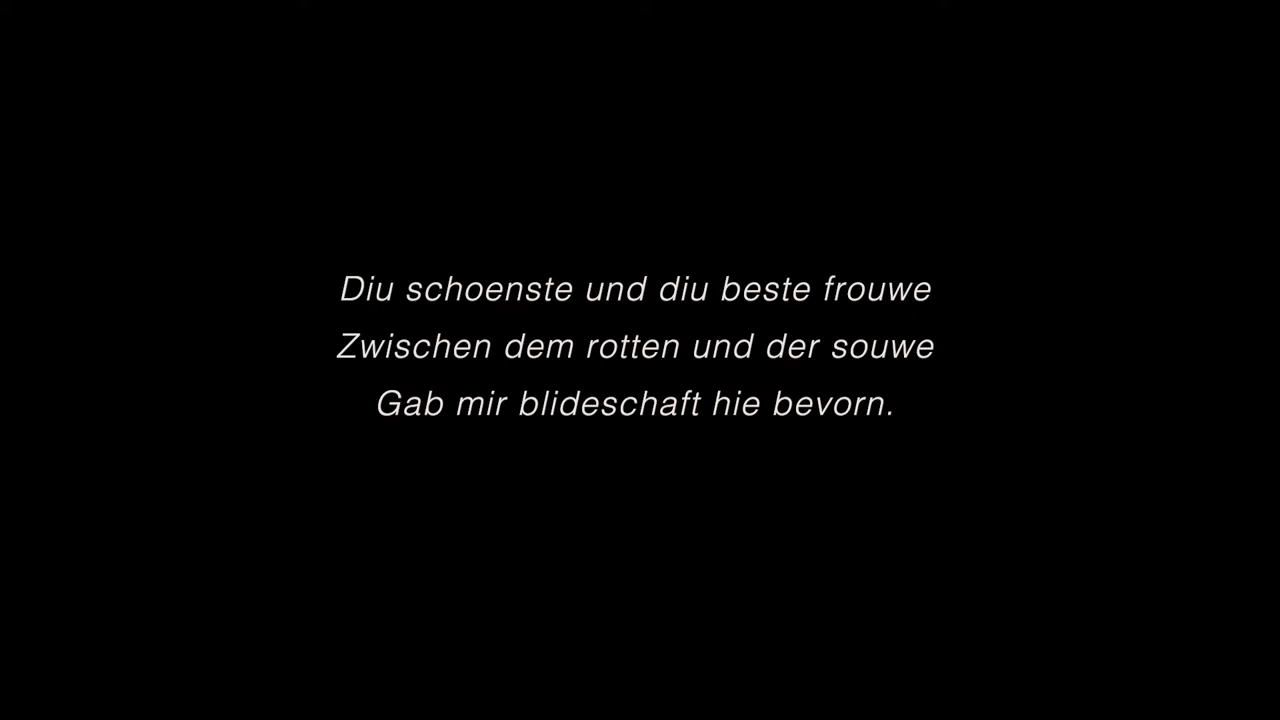 Diu schoenste und diu beste frouwe
Zwischen dem rotten und der souwe
Gab mir blideschaft hie bevorn.